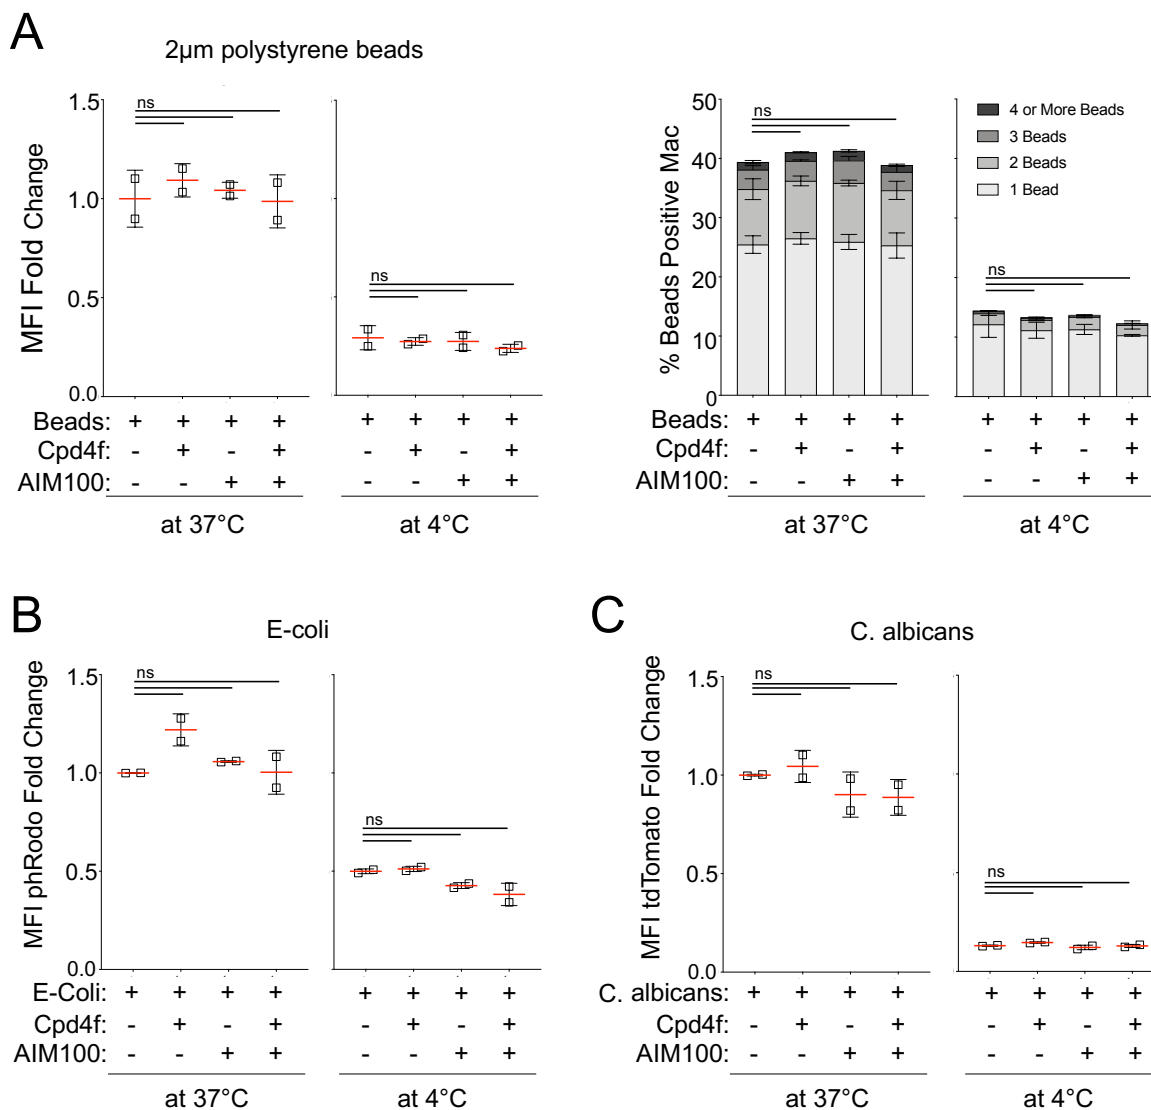 A
2µm polystyrene beads
MFI Fold Change
1.5
1.0
0.5
0.0
ns
ns
Beads: + + + + + + + +
Cpd4f: - + - + - + - +
AIM100: - - + + - - + +
at 37°C
at 4°C
% Beads Positive Mac
50
40
30
20
10
0
ns
ns
4 or More Beads
3 Beads
2 Beads
1 Bead
Beads: + + + + + + + +
Cpd4f: - + - + - + - +
AIM100: - - + + - - + +
at 37°C
at 4°C
B
E-coli
MFI phRodo Fold Change
1.5
1.0
0.5
0.0
ns
ns
E-Coli: + + + + + + + +
Cpd4f: - + - + - + - +
AIM100: - - + + - - + +
at 37°C
at 4°C
C
C. albicans
MFI tdTomato Fold Change
1.5
1.0
0.5
0.0
ns
ns
C. albicans: + + + + + + + +
Cpd4f: - + - + - + - +
AIM100: - - + + - - + +
at 37°C
at 4°C